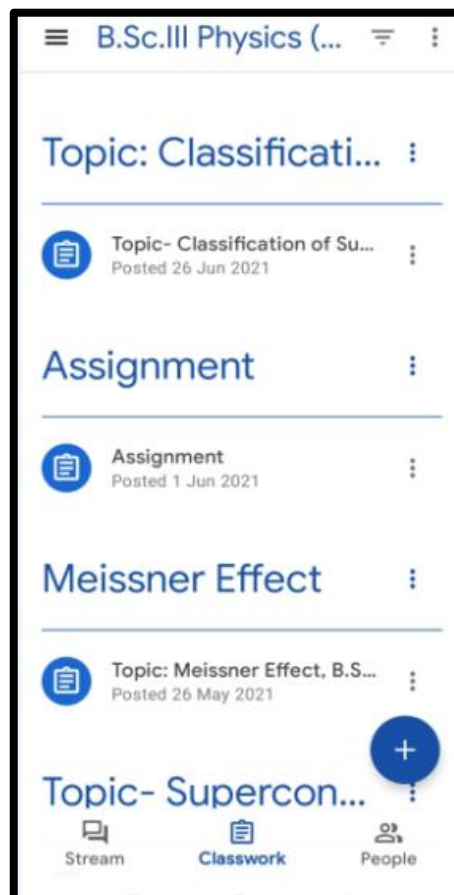 B.Sc.III Physics (...
Topic: Classificati...
Topic- Classification of Su...
Posted 26 Jun 2021
Assignment
Assignment
Posted 1 Jun 2021
Meissner Effect
Topic: Meissner Effect, B.S...
Posted 26 May 2021
Topic- Supercon...
Stream Classwork People